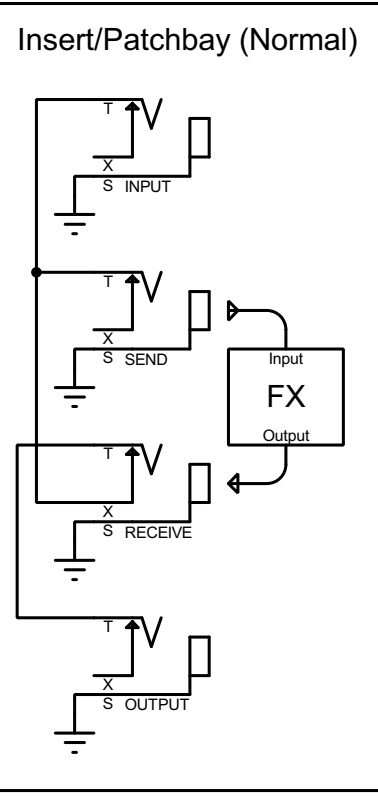 Insert/Patchbay (Normal)
T
X
S INPUT
T
X
S SEND
Input
FX
Output
T
X
S RECEIVE
T
X
S OUTPUT